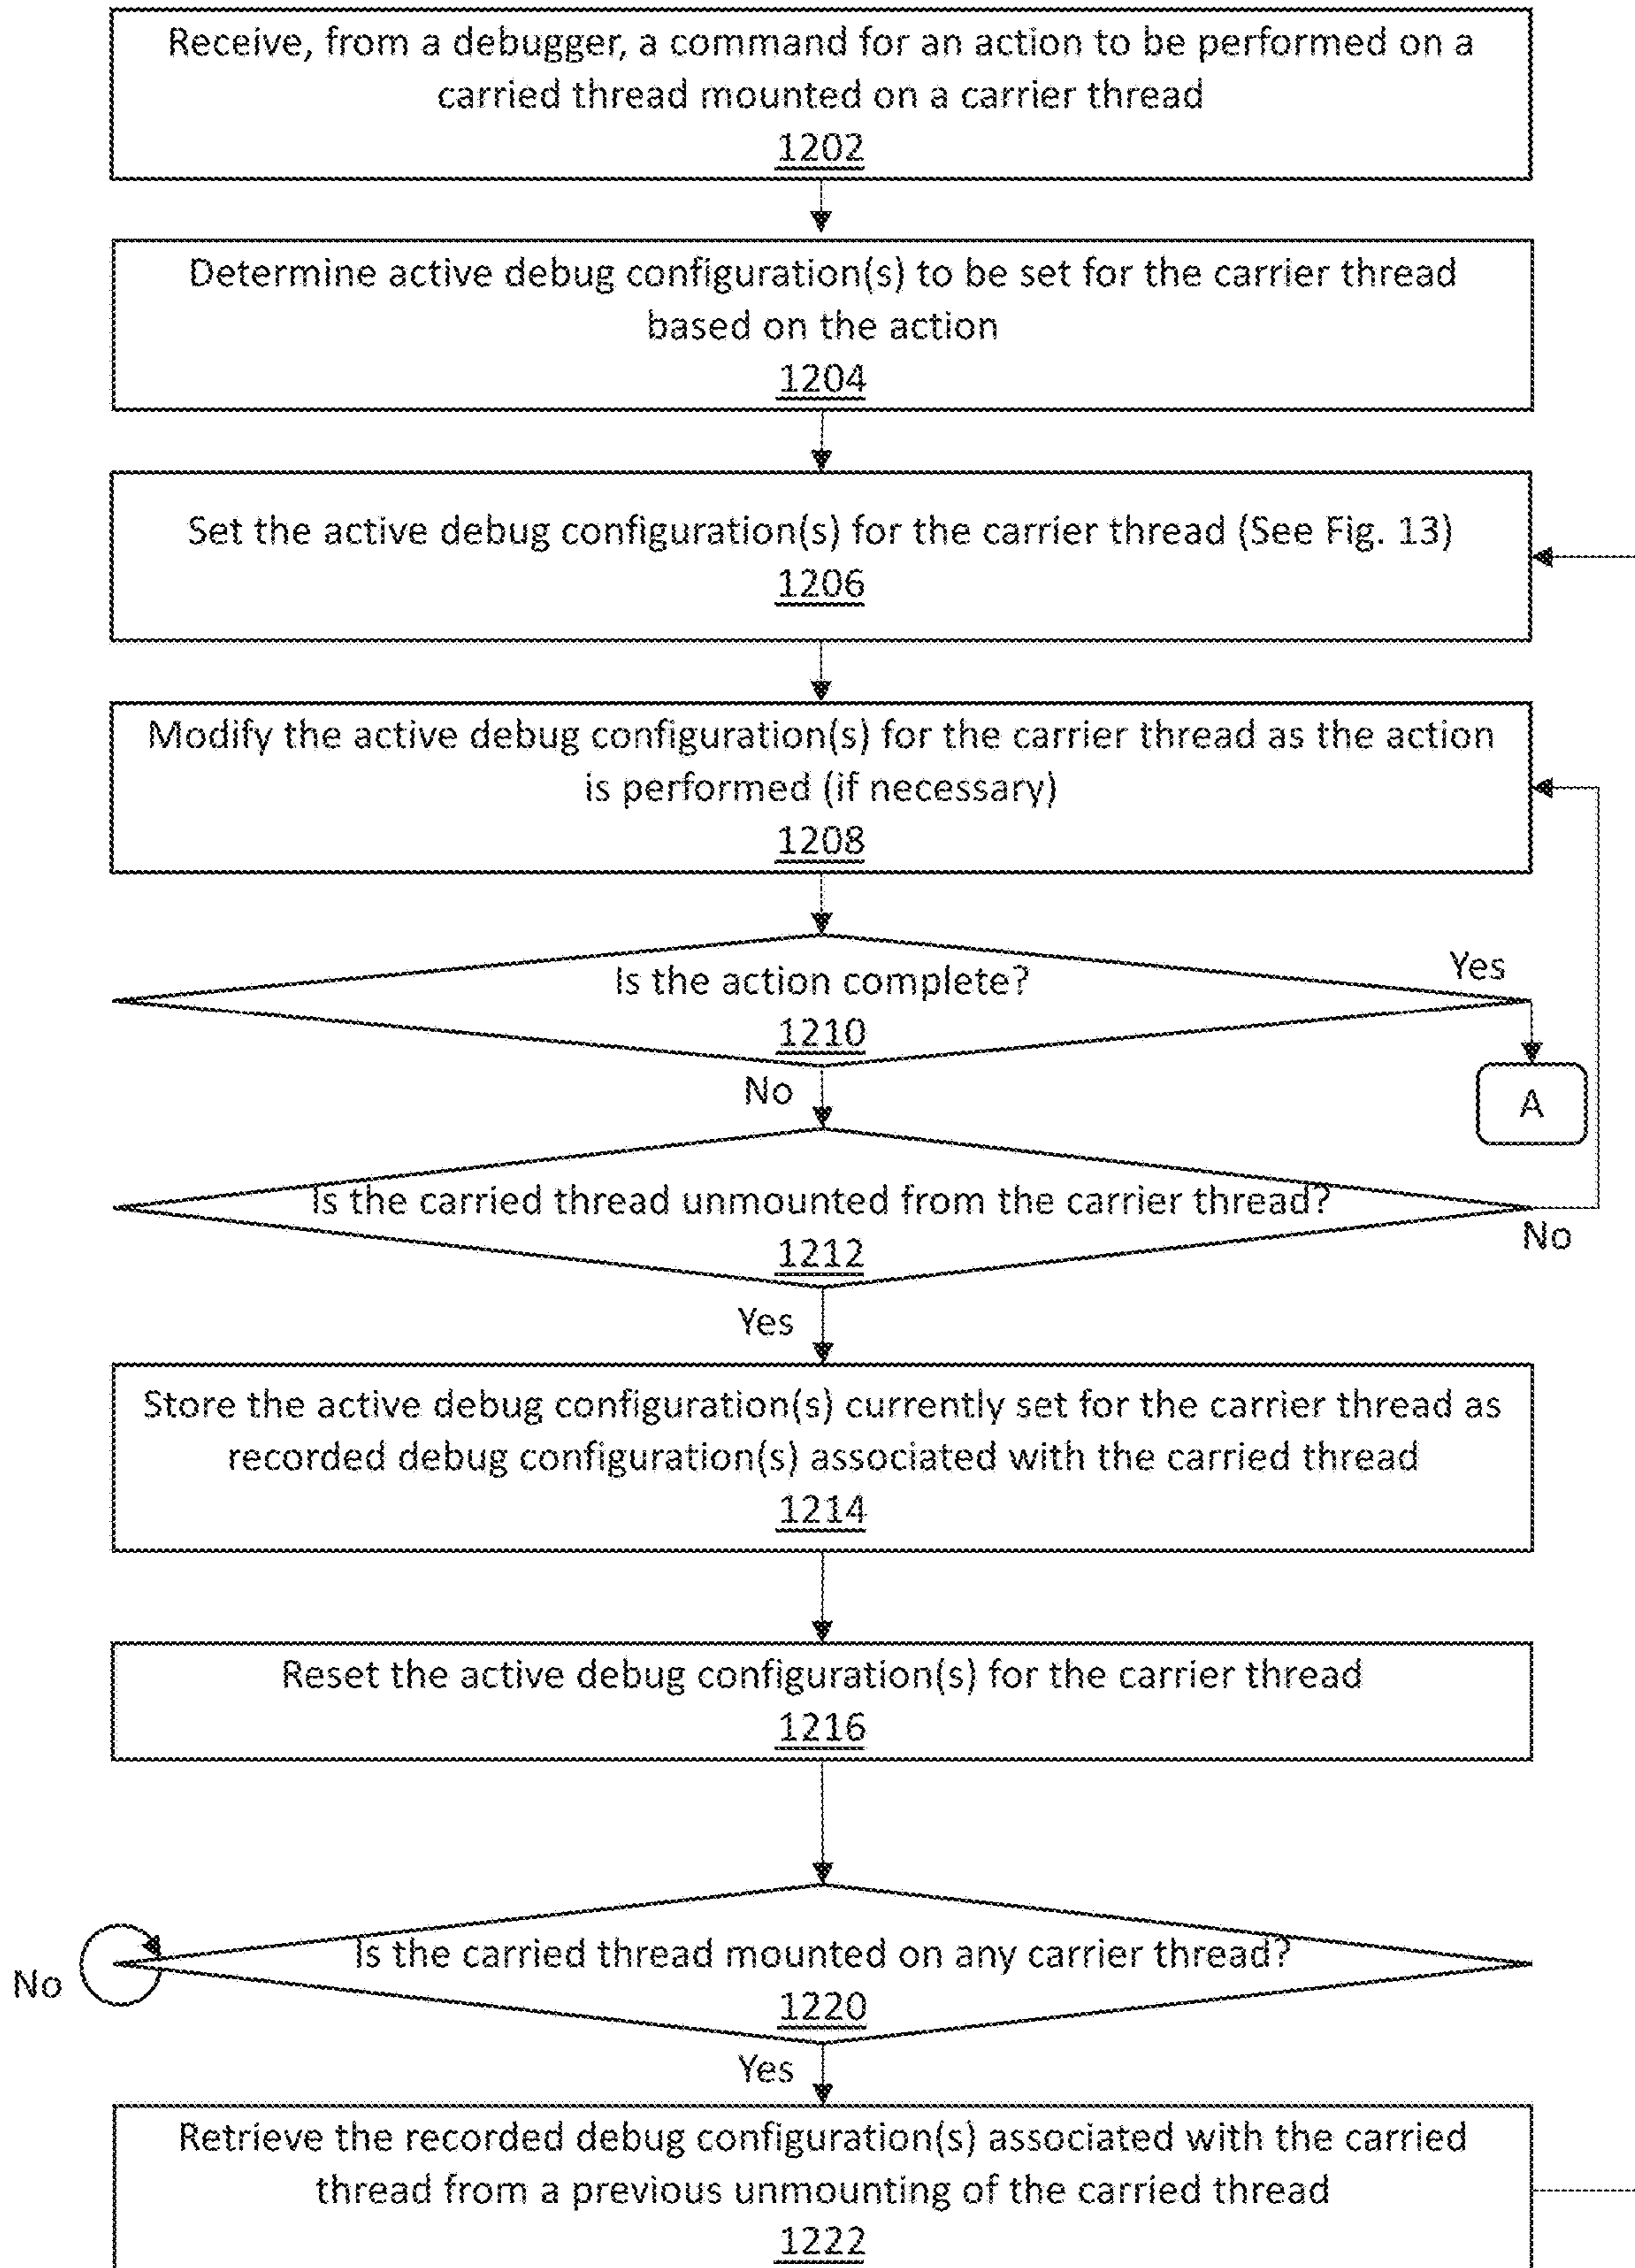 Receive, from a debugger, a command for an action to be performed on a
carried thread mounted on a carrier thread
1202
Determine active debug configuration(s) to be set for the carrier thread
based on the action
1204
Set the active debug configuration(s) for the carrier thread (See Fig. 13)
1206
Modify the active debug configuration(s) for the carrier thread as the action
is performed (if necessary)
1208
Is the action complete?
1210
Yes
A
No
Is the carried thread unmounted from the carrier thread?
1212
No
Yes
Store the active debug configuration(s) currently set for the carrier thread as
recorded debug configuration(s) associated with the carried thread
1214
Reset the active debug configuration(s) for the carrier thread
1216
Is the carried thread mounted on any carrier thread?
1220
No
Yes
Retrieve the recorded debug configuration(s) associated with the carried
thread from a previous unmounting of the carried thread
1222